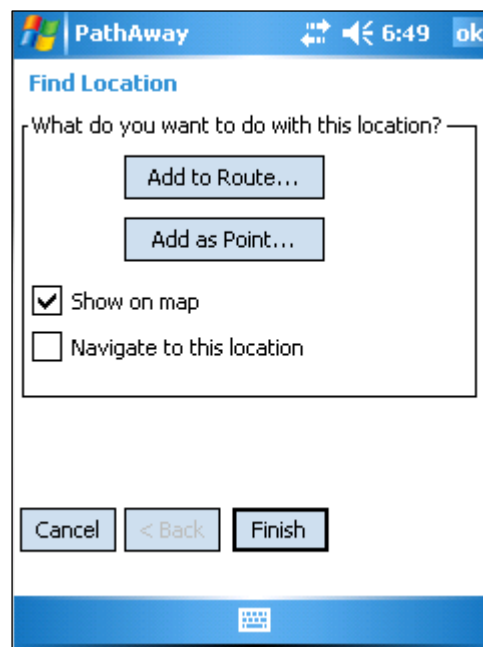 PathAway 6:49 ok
Find Location
What do you want to do with this location?
Add to Route...
Add as Point...
Show on map
Navigate to this location
Cancel < Back Finish